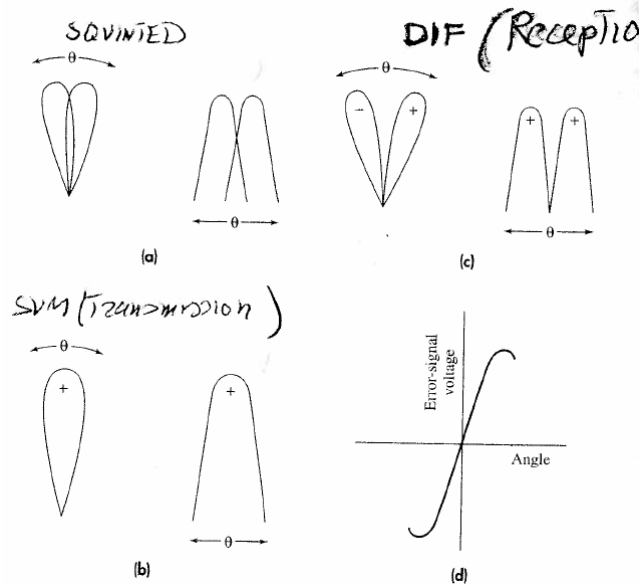 SQUINTED
θ
θ
(a)
DIF (Receptio
θ
- +
+ +
θ
(c)
SUM (Transmission)
θ
+
+
θ
(b)
Error-signal
voltage
Angle
(d)